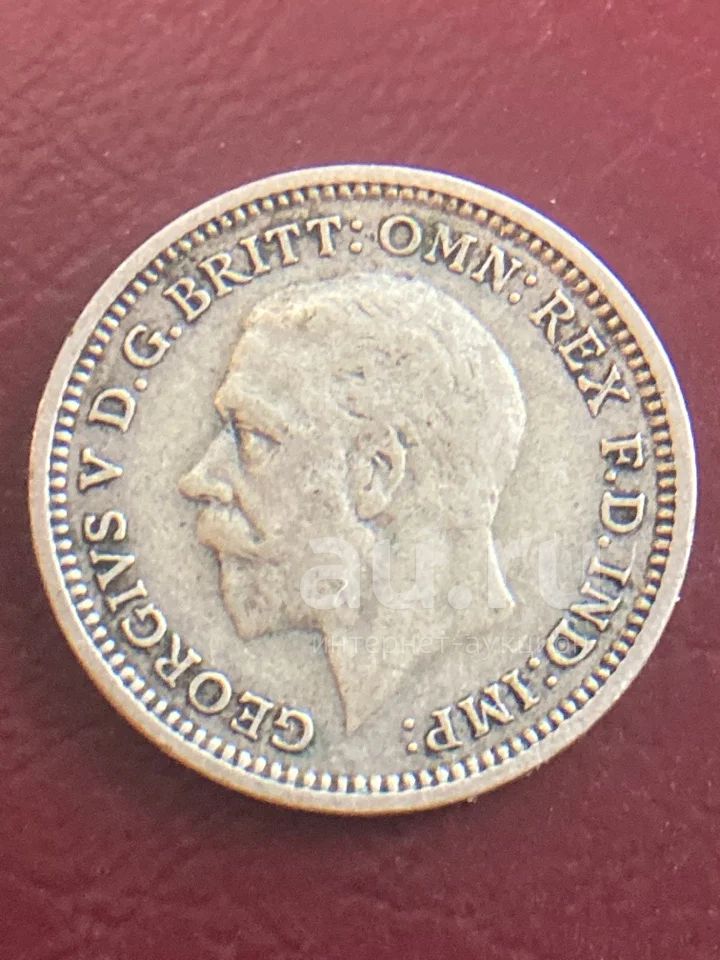 GEORGIVS V D.G.BRITT:OMN:REX F.D.IND:IMP:
au.ru
интернет-аукцион